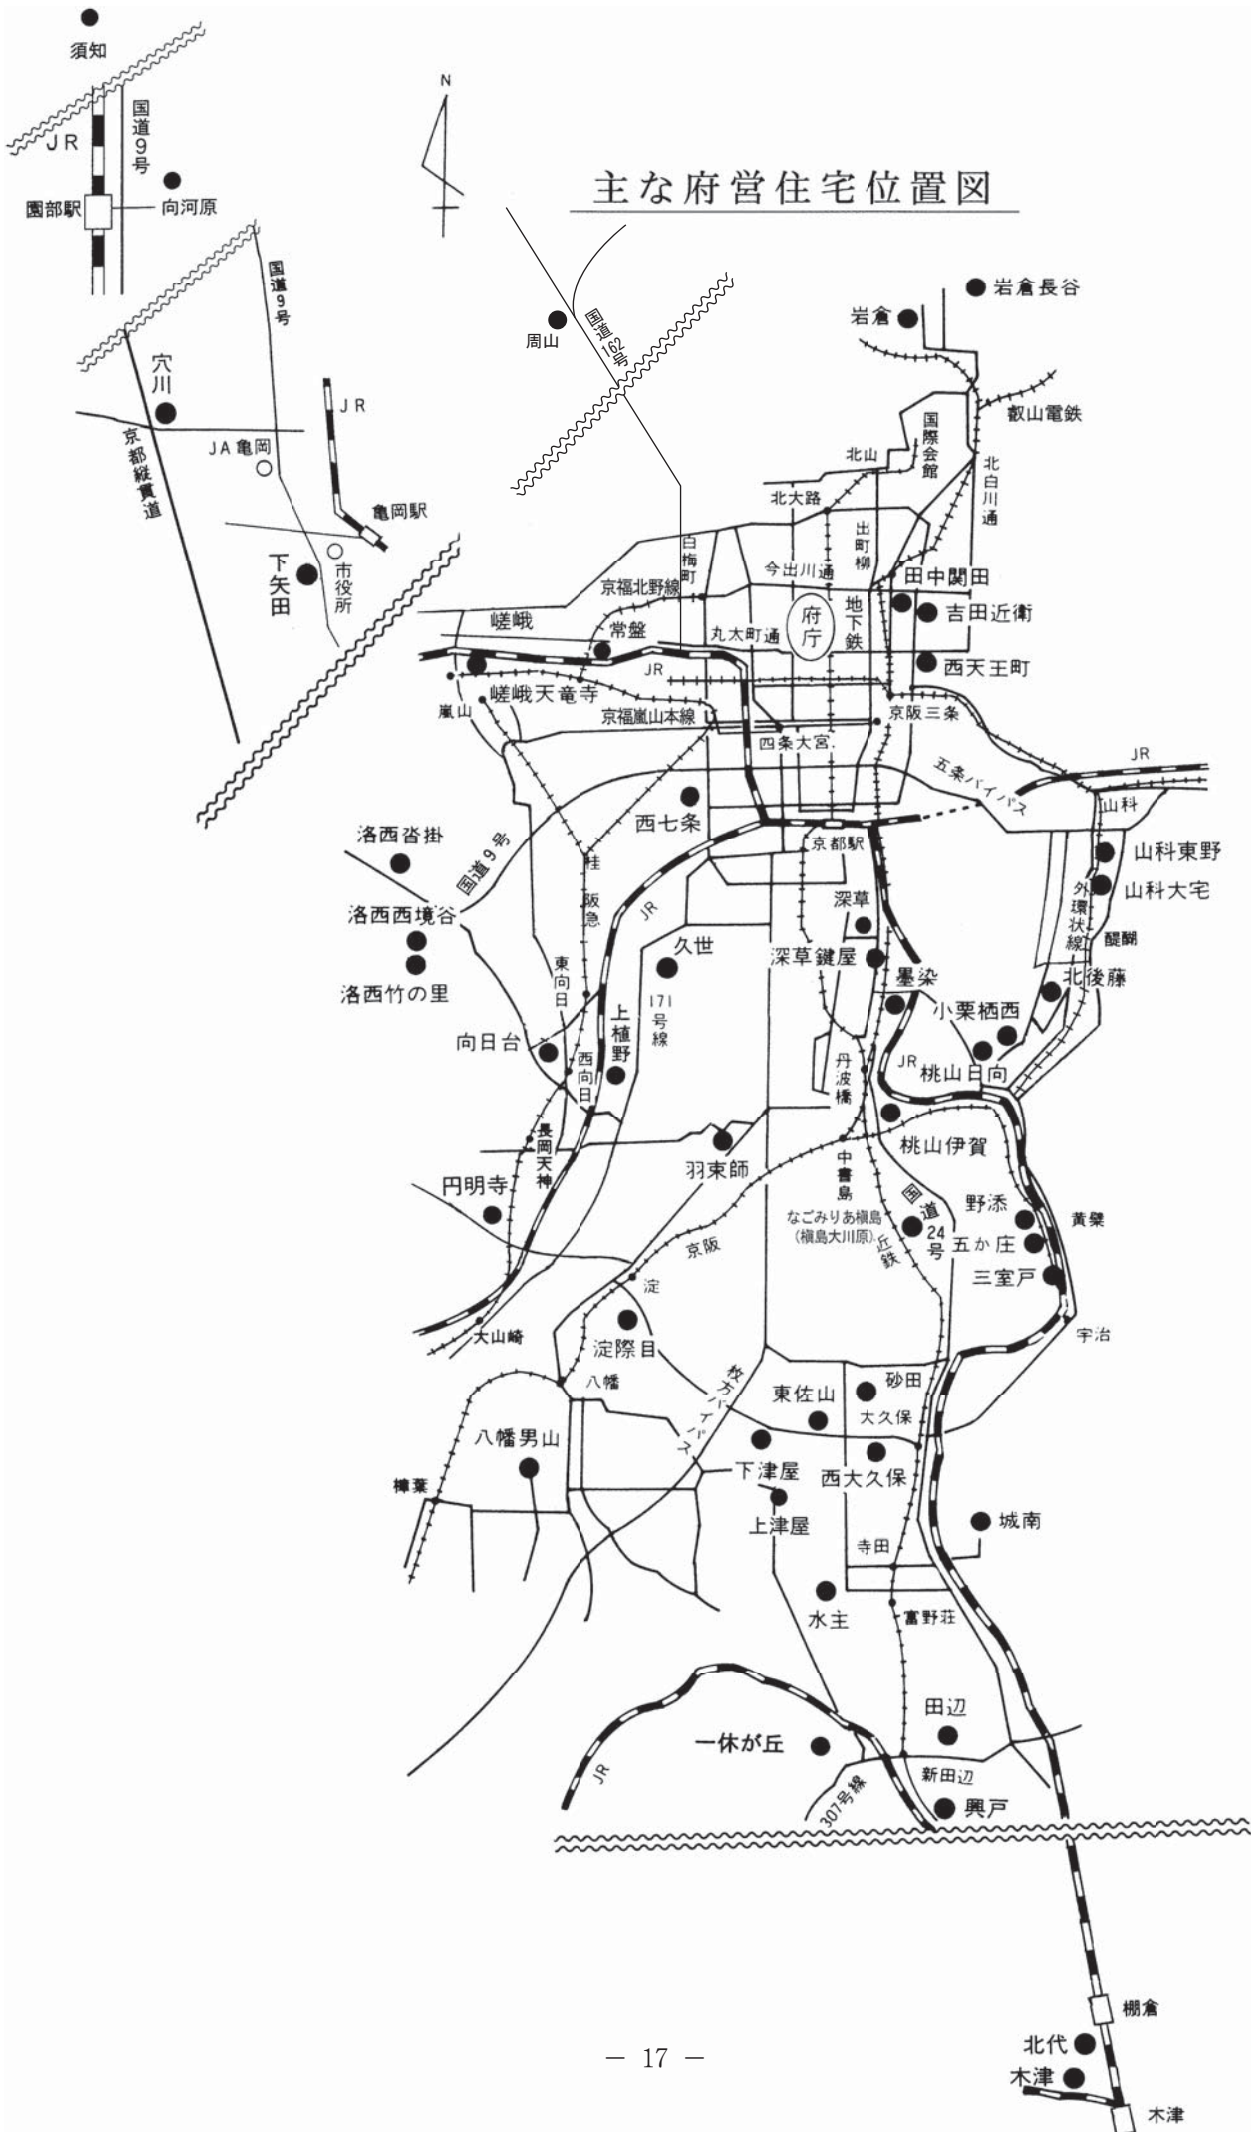 須知
JR
国道9号
園部駅
向河原
N
主な府営住宅位置図
国道9号
穴川
JR
JA亀岡
京都縦貫道
亀岡駅
下矢田
市役所
周山
国道162号
岩倉長谷
岩倉
叡山電鉄
国際会館
北山
北白川通
北大路
出町柳
白梅町
今出川通
田中関田
京福北野線
地下鉄
府庁
吉田近衛
嵯峨
常盤
丸太町通
西天王町
JR
嵯峨天竜寺
嵐山
京福嵐山本線
京阪三条
四条大宮
JR
五条バイパス
山科
西七条
京都駅
洛西沓掛
国道9号
桂
山科東野
山科大宅
阪急
JR
深草
外環状線
洛西西境谷
久世
深草鍵屋
醍醐
墨染
北後藤
洛西竹の里
東向日
171号線
上植野
小栗栖西
向日台
西向日
丹波橋
JR
桃山日向
長岡天神
桃山伊賀
羽束師
中書島
円明寺
なごみりあ槇島
(槇島大川原)
国道24号
野添
黄檗
京阪
近鉄
五か庄
三室戸
淀
大山崎
淀際目
宇治
八幡
枚方バイパス
砂田
東佐山
大久保
八幡男山
下津屋
西大久保
樟葉
上津屋
城南
寺田
水主
富野荘
田辺
一休が丘
JR
新田辺
307号線
興戸
棚倉
北代
木津
木津
― 17 ―